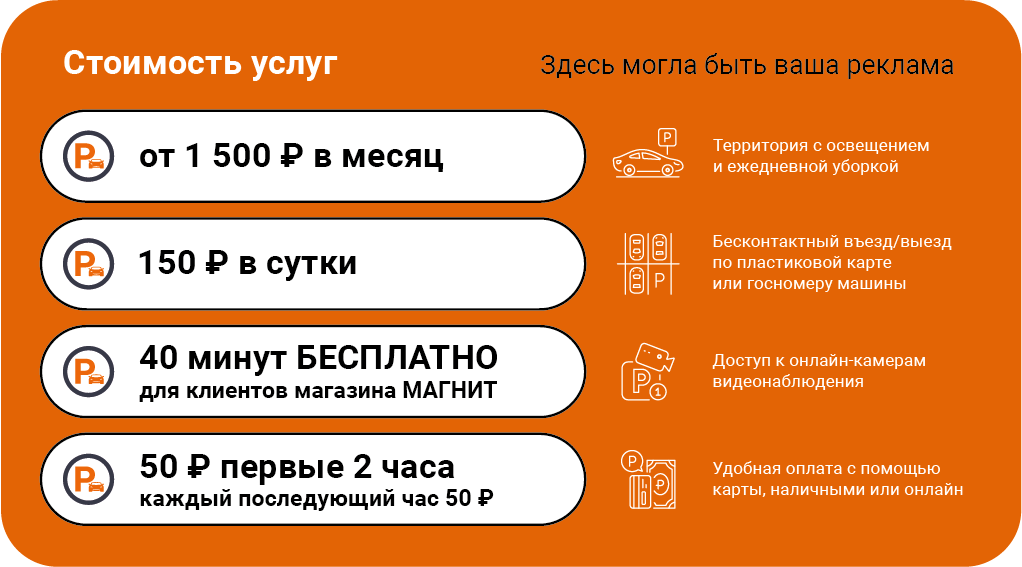 Стоимость услуг
Здесь могла быть ваша реклама
от 1 500 ₽ в месяц
150 ₽ в сутки
40 минут БЕСПЛАТНО
для клиентов магазина МАГНИТ
50 ₽ первые 2 часа
каждый последующий час 50 ₽
Территория с освещением
и ежедневной уборкой
Бесконтактный въезд/выезд
по пластиковой карте
или госномеру машины
Доступ к онлайн-камерам
видеонаблюдения
Удобная оплата с помощью
карты, наличными или онлайн